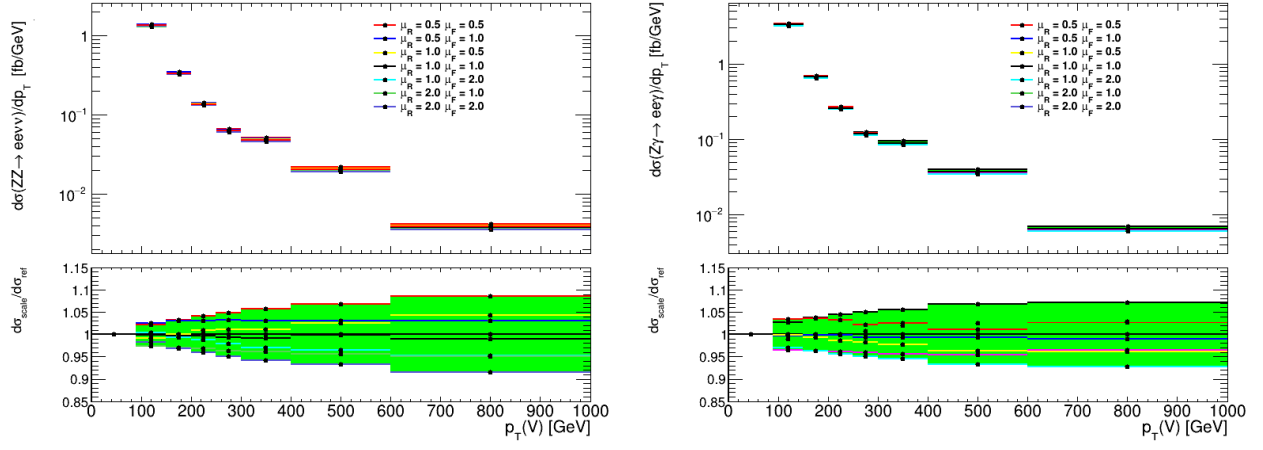 dσ(ZZ→ eeνν)/dp_T [fb/GeV]
1
10⁻¹
10⁻²
μ_R = 0.5 μ_F = 0.5
μ_R = 0.5 μ_F = 1.0
μ_R = 1.0 μ_F = 0.5
μ_R = 1.0 μ_F = 1.0
μ_R = 1.0 μ_F = 2.0
μ_R = 2.0 μ_F = 1.0
μ_R = 2.0 μ_F = 2.0
dσ_scale/dσ_ref
1.15
1.1
1.05
1
0.95
0.9
0.85
0 100 200 300 400 500 600 700 800 900 1000
p_T(V) [GeV]
dσ(Zγ→ eeγ)/dp_T [fb/GeV]
1
10⁻¹
10⁻²
μ_R = 0.5 μ_F = 0.5
μ_R = 0.5 μ_F = 1.0
μ_R = 1.0 μ_F = 0.5
μ_R = 1.0 μ_F = 1.0
μ_R = 1.0 μ_F = 2.0
μ_R = 2.0 μ_F = 1.0
μ_R = 2.0 μ_F = 2.0
dσ_scale/dσ_ref
1.15
1.1
1.05
1
0.95
0.9
0.85
0 100 200 300 400 500 600 700 800 900 1000
p_T(V) [GeV]